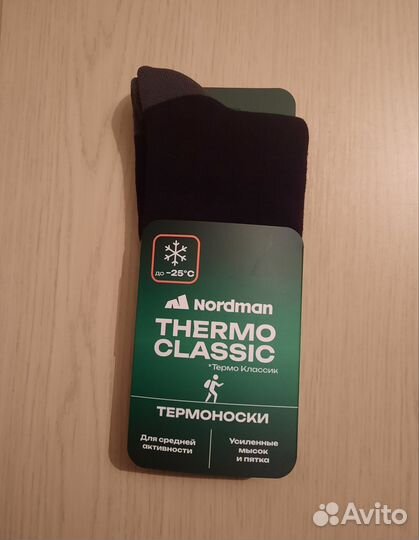 до -25°C
Nordman
THERMO
CLASSIC
*Термо Классик
ТЕРМОНОСКИ
Для средней
активности
Усиленные
мысок
и пятка
Avito